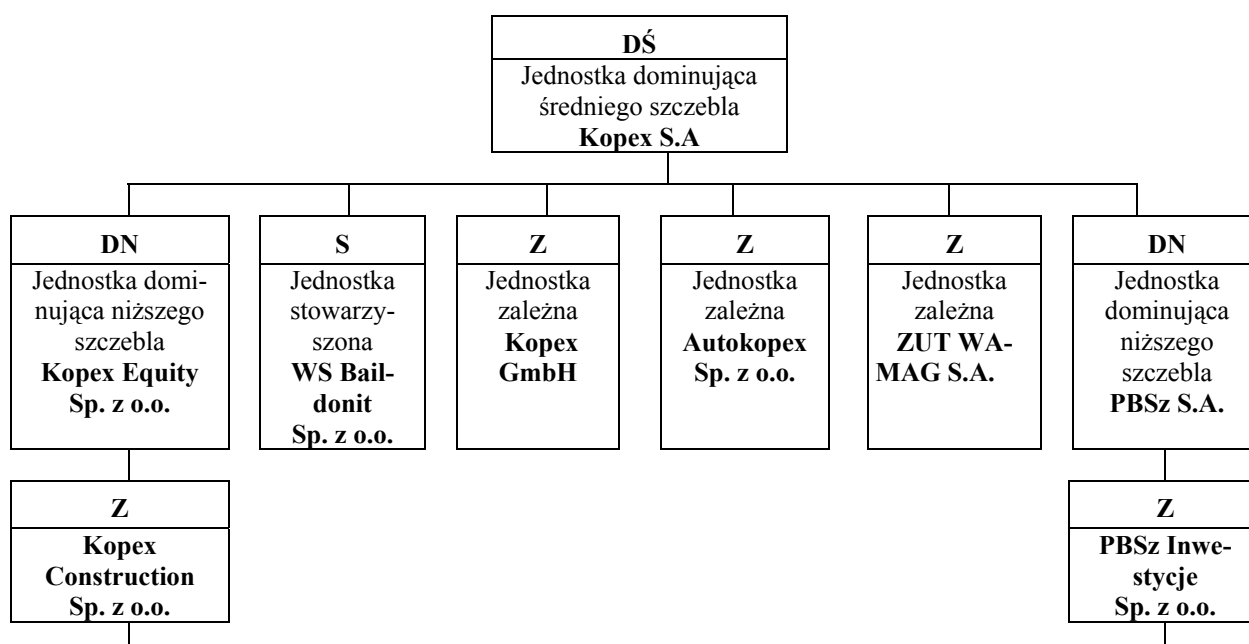 DŚ
Jednostka dominująca
średniego szczebla
Kopex S.A
DN
Jednostka domi-
nująca niższego
szczebla
Kopex Equity
Sp. z o.o.
S
Jednostka
stowarzy-
szona
WS Bail-
donit
Sp. z o.o.
Z
Jednostka
zależna
Kopex
GmbH
Z
Jednostka
zależna
Autokopex
Sp. z o.o.
Z
Jednostka
zależna
ZUT WA-
MAG S.A.
DN
Jednostka
dominująca
niższego
szczebla
PBSz S.A.
Z
Kopex
Construction
Sp. z o.o.
Z
PBSz Inwe-
stycje
Sp. z o.o.